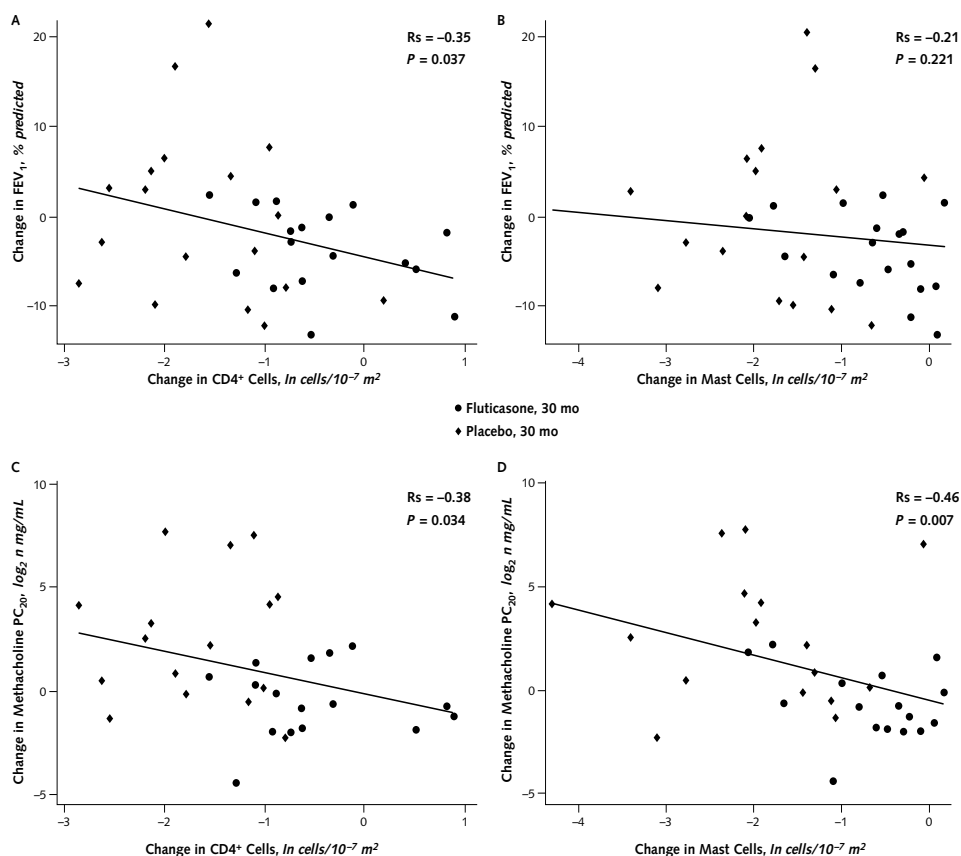 A
Rs = –0.35
P = 0.037
Change in FEV1, % predicted
20
10
0
–10
–3
–2
–1
0
1
Change in CD4+ Cells, ln cells/10–7 m2
B
Rs = –0.21
P = 0.221
Change in FEV1, % predicted
20
10
0
–10
–4
–3
–2
–1
0
Change in Mast Cells, ln cells/10–7 m2
Fluticasone, 30 mo
Placebo, 30 mo
C
Rs = –0.38
P = 0.034
Change in Methacholine PC20, log2 n mg/mL
10
5
0
–5
–3
–2
–1
0
1
Change in CD4+ Cells, ln cells/10–7 m2
D
Rs = –0.46
P = 0.007
Change in Methacholine PC20, log2 n mg/mL
10
5
0
–5
–4
–3
–2
–1
0
Change in Mast Cells, ln cells/10–7 m2